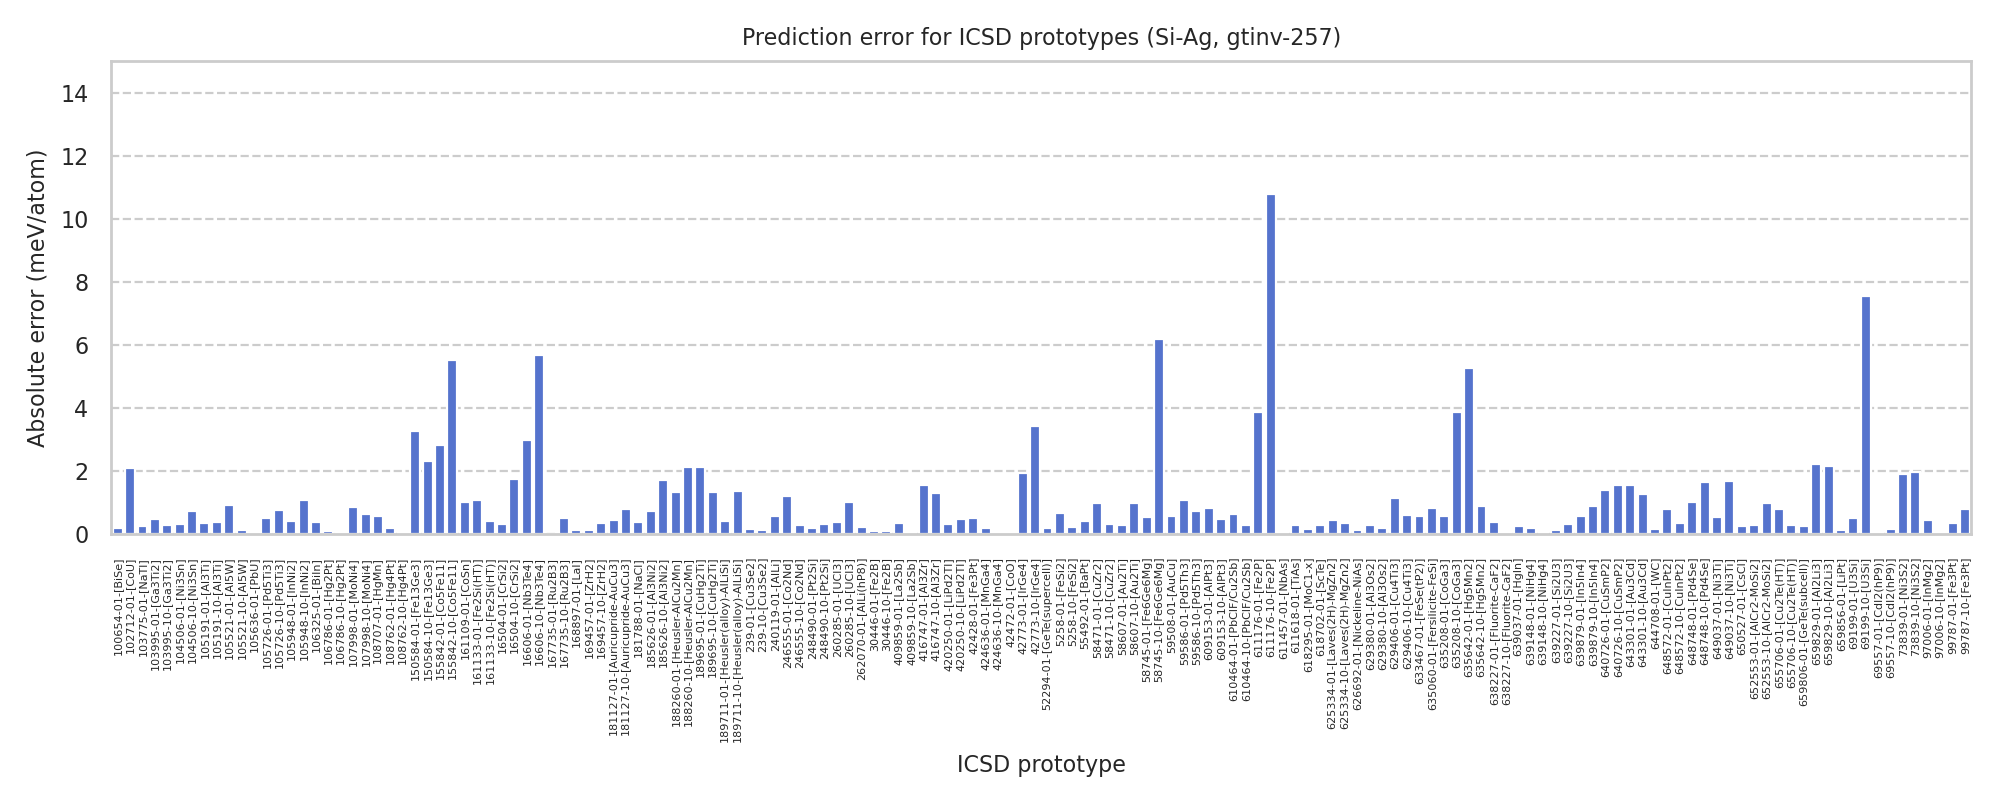 Prediction error for ICSD prototypes (Si-Ag, gtinv-257)
Absolute error (meV/atom)
14
12
10
8
6
4
2
0
100654-01-[BiSe]
102712-01-[CoU]
103775-01-[NaTl]
103995-01-[Ga3Ti2]
103995-10-[Ga3Ti2]
104506-01-[Ni3Sn]
104506-10-[Ni3Sn]
105191-01-[Al3Ti]
105191-10-[Al3Ti]
105521-01-[Al5W]
105521-10-[Al5W]
105636-01-[PbU]
105726-01-[Pd5Ti3]
105726-10-[Pd5Ti3]
105948-01-[InNi2]
105948-10-[InNi2]
106325-01-[BiIn]
106786-01-[Hg2Pt]
106786-10-[Hg2Pt]
107998-01-[MoNi4]
107998-10-[MoNi4]
108707-01-[HgMn]
108762-01-[Hg4Pt]
108762-10-[Hg4Pt]
150584-01-[Fe13Ge3]
150584-10-[Fe13Ge3]
155842-01-[Co5Fe11]
155842-10-[Co5Fe11]
161109-01-[CoSn]
161133-01-[Fe2Si(HT)]
161133-10-[Fe2Si(HT)]
16504-01-[CrSi2]
16504-10-[CrSi2]
16606-01-[Nb3Te4]
16606-10-[Nb3Te4]
167735-01-[Ru2B3]
167735-10-[Ru2B3]
168897-01-[LaI]
169457-01-[ZrH2]
169457-10-[ZrH2]
181127-01-[Auricupride-AuCu3]
181127-10-[Auricupride-AuCu3]
181788-01-[NaCl]
185626-01-[Al3Ni2]
185626-10-[Al3Ni2]
188260-01-[Heusler-AlCu2Mn]
188260-10-[Heusler-AlCu2Mn]
189695-01-[CuHg2Ti]
189695-10-[CuHg2Ti]
189711-01-[Heusler(alloy)-AlLiSi]
189711-10-[Heusler(alloy)-AlLiSi]
239-01-[Cu3Se2]
239-10-[Cu3Se2]
240119-01-[AlLi]
246555-01-[Co2Nd]
246555-10-[Co2Nd]
248490-01-[Pt2Si]
248490-10-[Pt2Si]
260285-01-[UCl3]
260285-10-[UCl3]
262070-01-[AlLi(hP8)]
30446-01-[Fe2B]
30446-10-[Fe2B]
409859-01-[La2Sb]
409859-10-[La2Sb]
416747-01-[Al3Zr]
416747-10-[Al3Zr]
420250-01-[LiPd2Tl]
420250-10-[LiPd2Tl]
42428-01-[Fe3Pt]
424636-01-[MnGa4]
424636-10-[MnGa4]
42472-01-[CoO]
42773-01-[IrGe4]
42773-10-[IrGe4]
52294-01-[GeTe(supercell)]
5258-01-[FeSi2]
5258-10-[FeSi2]
55492-01-[BaPt]
58471-01-[CuZr2]
58471-10-[CuZr2]
58607-01-[Au2Ti]
58607-10-[Au2Ti]
58745-01-[Fe6Ge6Mg]
58745-10-[Fe6Ge6Mg]
59508-01-[AuCu]
59586-01-[Pd5Th3]
59586-10-[Pd5Th3]
609153-01-[AlPt3]
609153-10-[AlPt3]
610464-01-[PbClF/Cu2Sb]
610464-10-[PbClF/Cu2Sb]
611176-01-[Fe2P]
611176-10-[Fe2P]
611457-01-[NbAs]
611618-01-[TiAs]
618295-01-[MoC1-x]
618702-01-[ScTe]
625334-01-[Laves(2H)-MgZn2]
625334-10-[Laves(2H)-MgZn2]
626692-01-[Nickeline-NiAs]
629380-01-[Al3Os2]
629380-10-[Al3Os2]
629406-01-[Cu4Ti3]
629406-10-[Cu4Ti3]
633467-01-[FeSe(tP2)]
635060-01-[Fersilicite-FeSi]
635208-01-[CoGa3]
635208-10-[CoGa3]
635642-01-[Hg5Mn2]
635642-10-[Hg5Mn2]
638227-01-[Fluorite-CaF2]
638227-10-[Fluorite-CaF2]
639037-01-[HgIn]
639148-01-[NiHg4]
639148-10-[NiHg4]
639227-01-[Si2U3]
639227-10-[Si2U3]
639879-01-[In5In4]
639879-10-[In5In4]
640726-01-[CuSmP2]
640726-10-[CuSmP2]
643301-01-[Au3Cd]
643301-10-[Au3Cd]
644708-01-[WC]
648572-01-[CuInPt2]
648572-10-[CuInPt2]
648748-01-[Pd4Se]
648748-10-[Pd4Se]
649037-01-[Ni3Ti]
649037-10-[Ni3Ti]
650527-01-[CsCl]
652553-01-[AlCr2-MoSi2]
652553-10-[AlCr2-MoSi2]
655706-01-[Cu2Te(HT)]
655706-10-[Cu2Te(HT)]
659806-01-[GeTe(subcell)]
659829-01-[Al2Li3]
659829-10-[Al2Li3]
659856-01-[LiPt]
69199-01-[U3Si]
69199-10-[U3Si]
69557-01-[CdI2(hP9)]
69557-10-[CdI2(hP9)]
73839-01-[Ni3S2]
73839-10-[Ni3S2]
97006-01-[InMg2]
97006-10-[InMg2]
99787-01-[Fe3Pt]
99787-10-[Fe3Pt]
ICSD prototype